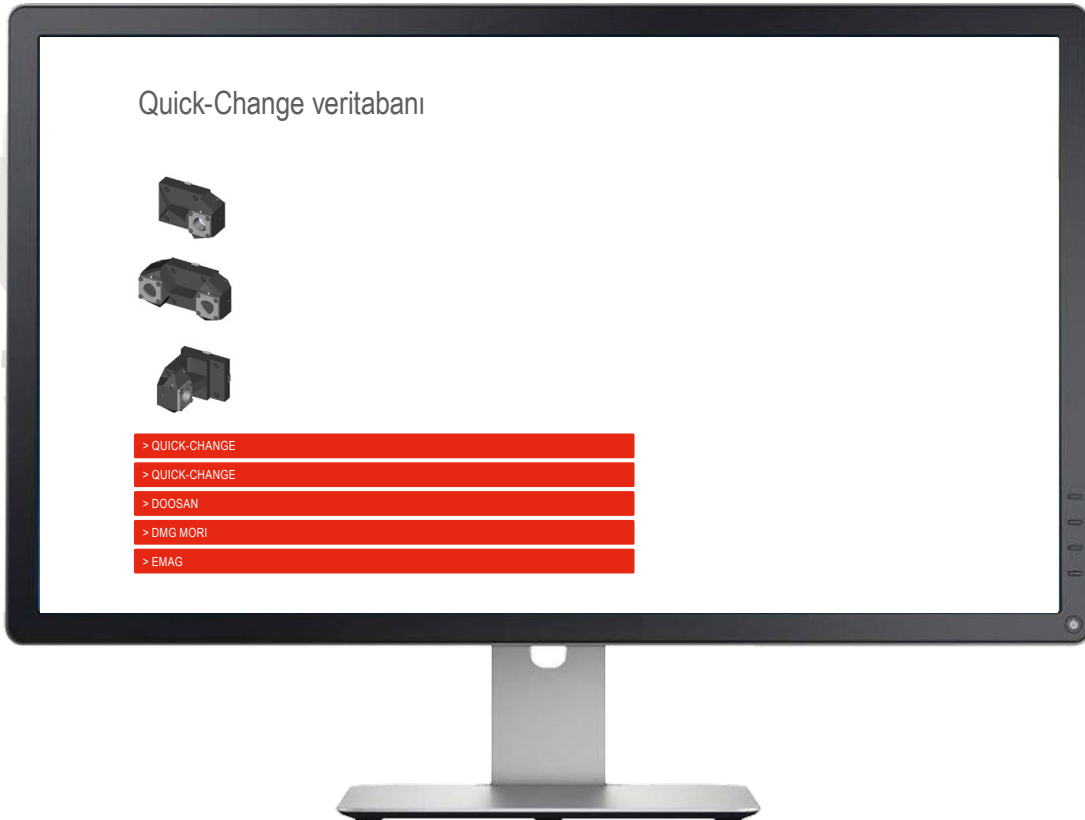 Quick-Change veritabanı
> QUICK-CHANGE
> QUICK-CHANGE
> DOOSAN
> DMG MORI
> EMAG